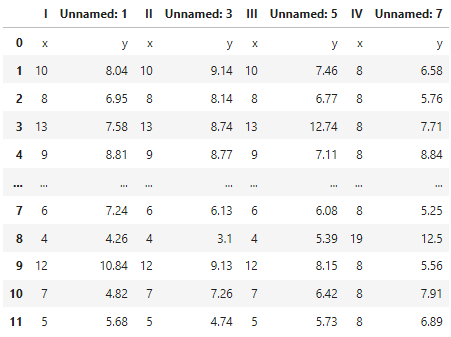 I Unnamed: 1 II Unnamed: 3 III Unnamed: 5 IV Unnamed: 7
0 x y x y x y x y
1 10 8.04 10 9.14 10 7.46 8 6.58
2 8 6.95 8 8.14 8 6.77 8 5.76
3 13 7.58 13 8.74 13 12.74 8 7.71
4 9 8.81 9 8.77 9 7.11 8 8.84
... ... ... ... ... ... ... ... ...
7 6 7.24 6 6.13 6 6.08 8 5.25
8 4 4.26 4 3.1 4 5.39 19 12.5
9 12 10.84 12 9.13 12 8.15 8 5.56
10 7 4.82 7 7.26 7 6.42 8 7.91
11 5 5.68 5 4.74 5 5.73 8 6.89